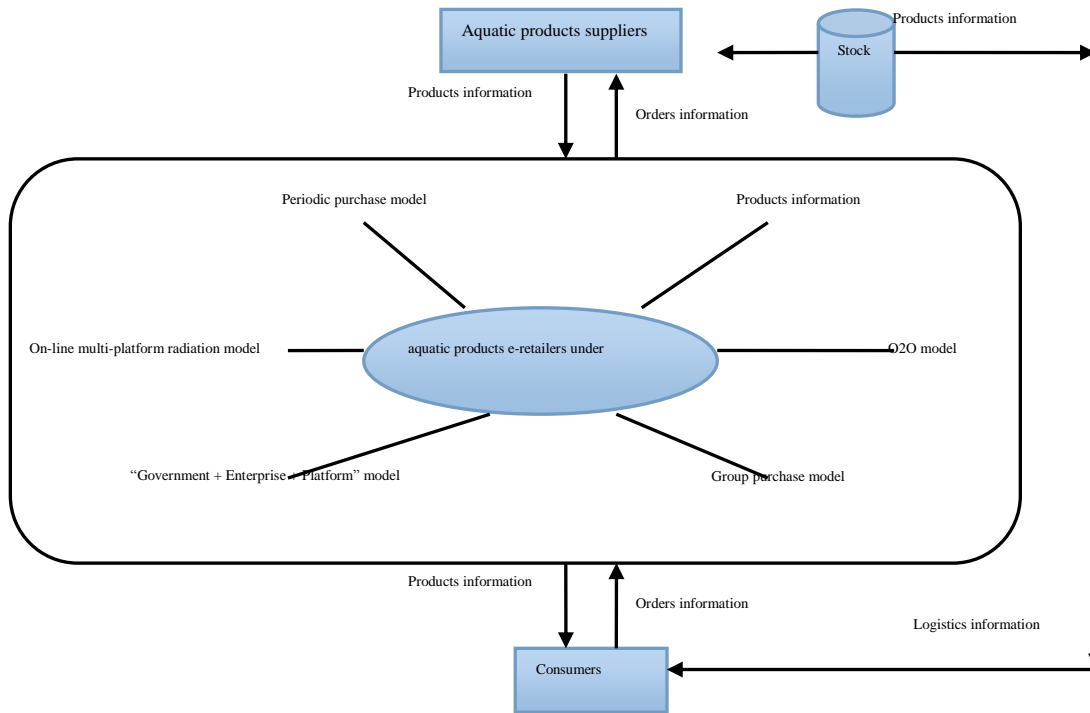 Products information
Aquatic products suppliers
Stock
Products information
Orders information
Periodic purchase model
Products information
On-line multi-platform radiation model
aquatic products e-retailers under
O2O model
“Government + Enterprise + Platform” model
Group purchase model
Products information
Orders information
Logistics information
Consumers